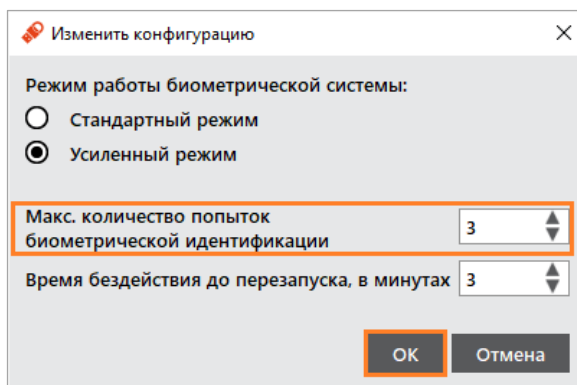 Изменить конфигурацию
Режим работы биометрической системы:
Стандартный режим
Усиленный режим
Макс. количество попыток
биометрической идентификации
3
Время бездействия до перезапуска, в минутах 3
ОК Отмена